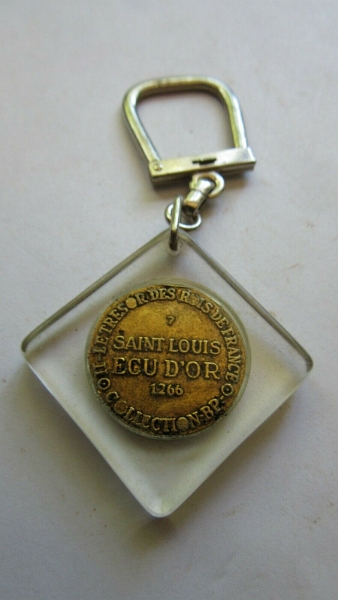 II-LE TRESOR DES ROIS DE FRANCE
7
SAINT LOUIS
ECU D'OR
1266
COLLECTION-BP-